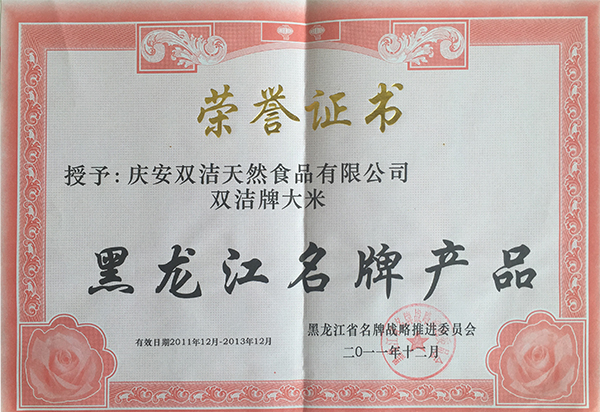 荣誉证书
授予：庆安双洁天然食品有限公司
双洁牌大米
黑龙江名牌产品
黑龙江省名牌战略推进委员会
有效日期2011年12月-2013年12月
二○一一年十二月